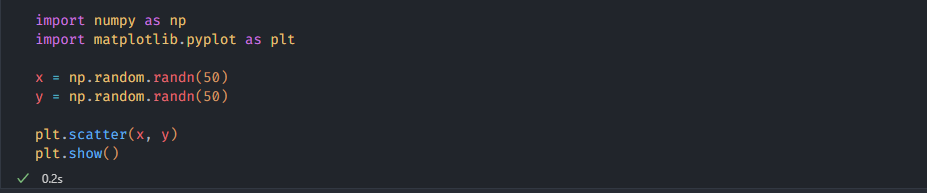 import numpy as np
import matplotlib.pyplot as plt
x = np.random.randn(50)
y = np.random.randn(50)
plt.scatter(x, y)
plt.show()
0.2s